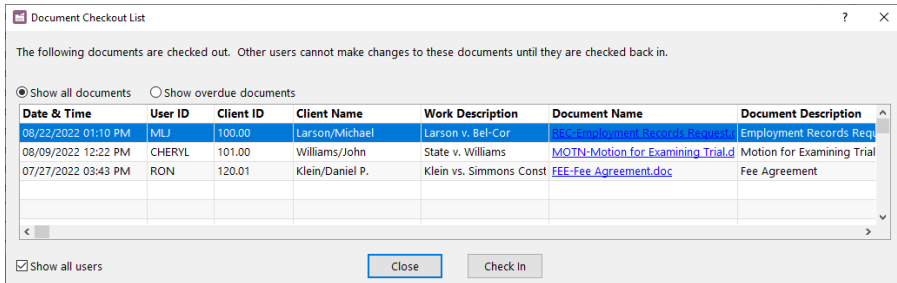 Document Checkout List
The following documents are checked out. Other users cannot make changes to these documents until they are checked back in.
Show all documents Show overdue documents
Date & Time User ID Client ID Client Name Work Description Document Name Document Description
08/22/2022 01:10 PM MLJ 100.00 Larson/Michael Larson v. Bel-Cor REC-Employment Records Request.d Employment Records Requ
08/09/2022 12:22 PM CHERYL 101.00 Williams/John State v. Williams MOTN-Motion for Examining Trial.d Motion for Examining Trial
07/27/2022 03:43 PM RON 120.01 Klein/Daniel P. Klein vs. Simmons Const FEE-Fee Agreement.doc Fee Agreement
Show all users Close Check In